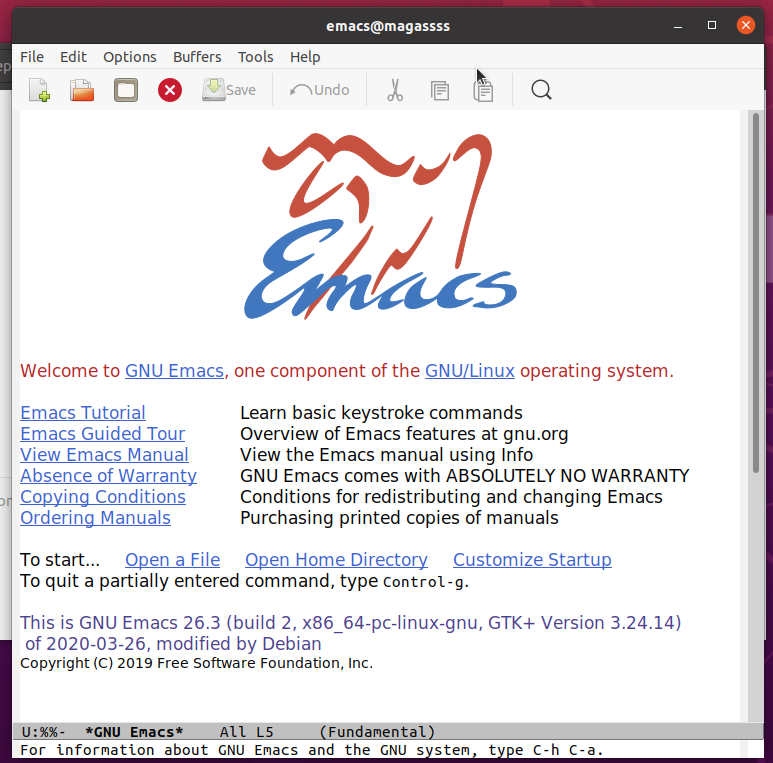 emacs@magassss
File Edit Options Buffers Tools Help
Save Undo
Emacs
Welcome to GNU Emacs, one component of the GNU/Linux operating system.
Emacs Tutorial Learn basic keystroke commands
Emacs Guided Tour Overview of Emacs features at gnu.org
View Emacs Manual View the Emacs manual using Info
Absence of Warranty GNU Emacs comes with ABSOLUTELY NO WARRANTY
Copying Conditions Conditions for redistributing and changing Emacs
Ordering Manuals Purchasing printed copies of manuals
To start... Open a File Open Home Directory Customize Startup
To quit a partially entered command, type Control-g.
This is GNU Emacs 26.3 (build 2, x86_64-pc-linux-gnu, GTK+ Version 3.24.14)
of 2020-03-26, modified by Debian
Copyright (C) 2019 Free Software Foundation, Inc.
U:%%- *GNU Emacs* All L5 (Fundamental)
For information about GNU Emacs and the GNU system, type C-h C-a.